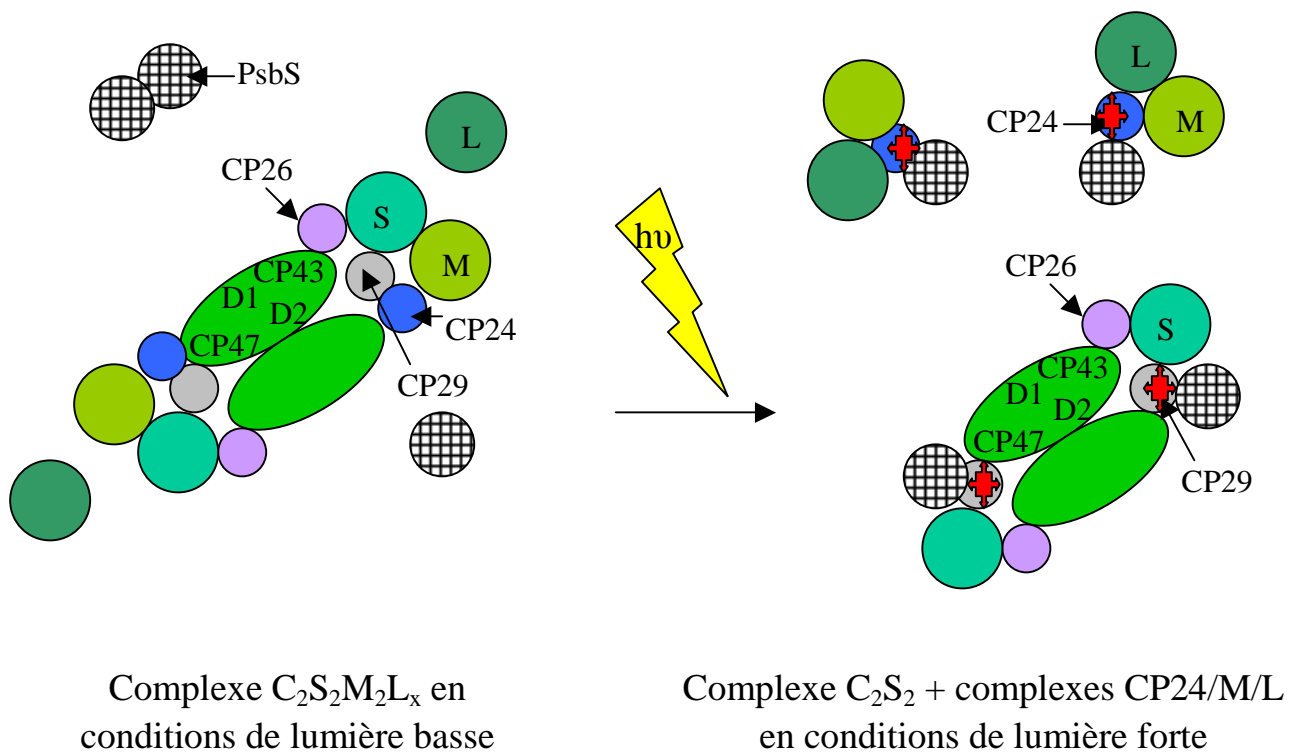 PsbS
L
CP26
S
M
CP43
D1
D2
CP24
CP47
CP29
hυ
L
CP24
M
CP26
S
CP43
D1
D2
CP47
CP29
Complexe C₂S₂M₂Lₓ en
conditions de lumière basse
Complexe C₂S₂ + complexes CP24/M/L
en conditions de lumière forte